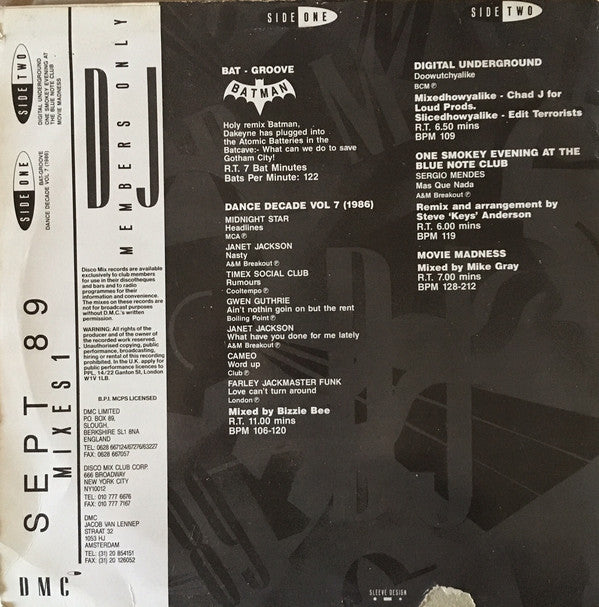 SIDE TWO
DIGITAL UNDERGROUND
ONE SMOKEY EVENING AT
THE BLUE NOTE CLUB
MOVIE MADNESS
SIDE ONE
BAT-GROOVE
DANCE DECADE VOL 7 (1986)
SEPT 89
MIXES 1
DMC
DJ
MEMBERS ONLY
Disco Mix records are available
exclusively to club members
for use in their discotheques
and bars and to radio
programmes for their
information and convenience.
The mixes on these records are
not for broadcast purposes
without D.M.C.'s written
permission.
WARNING: All rights of the
producer and of the owner of
the recorded work reserved.
Unauthorised copying, public
performance, broadcasting,
hiring or rental of this recording
prohibited. In the U.K. apply for
public performance licences to
PPL, 14/22 Ganton St, London
W1V 1LB.
B.P.I. MCPS LICENSED
DMC LIMITED
P.O. BOX 89,
SLOUGH,
BERKSHIRE SL1 8NA
ENGLAND
TEL: 0628 667124/67276/63227
FAX: 0628 667057
DISCO MIX CLUB CORP.
666 BROADWAY
NEW YORK CITY
NY10012
TEL: 010 777 6676
FAX: 010 777 7167
DMC
JACOB VAN LENNEP
STRAAT 32
1053 HJ
AMSTERDAM
TEL: (31) 20 854151
FAX: (31) 20 126052
SIDE ONE
BAT - GROOVE
BATMAN
Holy remix Batman,
Dakeyne has plugged into
the Atomic Batteries in the
Batcave:- What can we do to save
Gotham City!
R.T. 7 Bat Minutes
Bats Per Minute: 122
DANCE DECADE VOL 7 (1986)
MIDNIGHT STAR
Headlines
MCA ℗
JANET JACKSON
Nasty
A&M Breakout ℗
TIMEX SOCIAL CLUB
Rumours
Cooltempo ℗
GWEN GUTHRIE
Ain't nothin goin on but the rent
Boiling Point ℗
JANET JACKSON
What have you done for me lately
A&M Breakout ℗
CAMEO
Word up
Club ℗
FARLEY JACKMASTER FUNK
Love can't turn around
London ℗
Mixed by Bizzie Bee
R.T. 11.00 mins
BPM 106-120
SIDE TWO
DIGITAL UNDERGROUND
Doowutchyalike
BCM ℗
Mixedhowyalike - Chad J for
Loud Prods.
Slicedhowyalike - Edit Terrorists
R.T. 6.50 mins
BPM 109
ONE SMOKEY EVENING AT THE
BLUE NOTE CLUB
SERGIO MENDES
Mas Que Nada
A&M Breakout ℗
Remix and arrangement by
Steve 'Keys' Anderson
R.T. 6.00 mins
BPM 119
MOVIE MADNESS
Mixed by Mike Gray
R.T. 7.00 mins
BPM 128-212
SLEEVE DESIGN